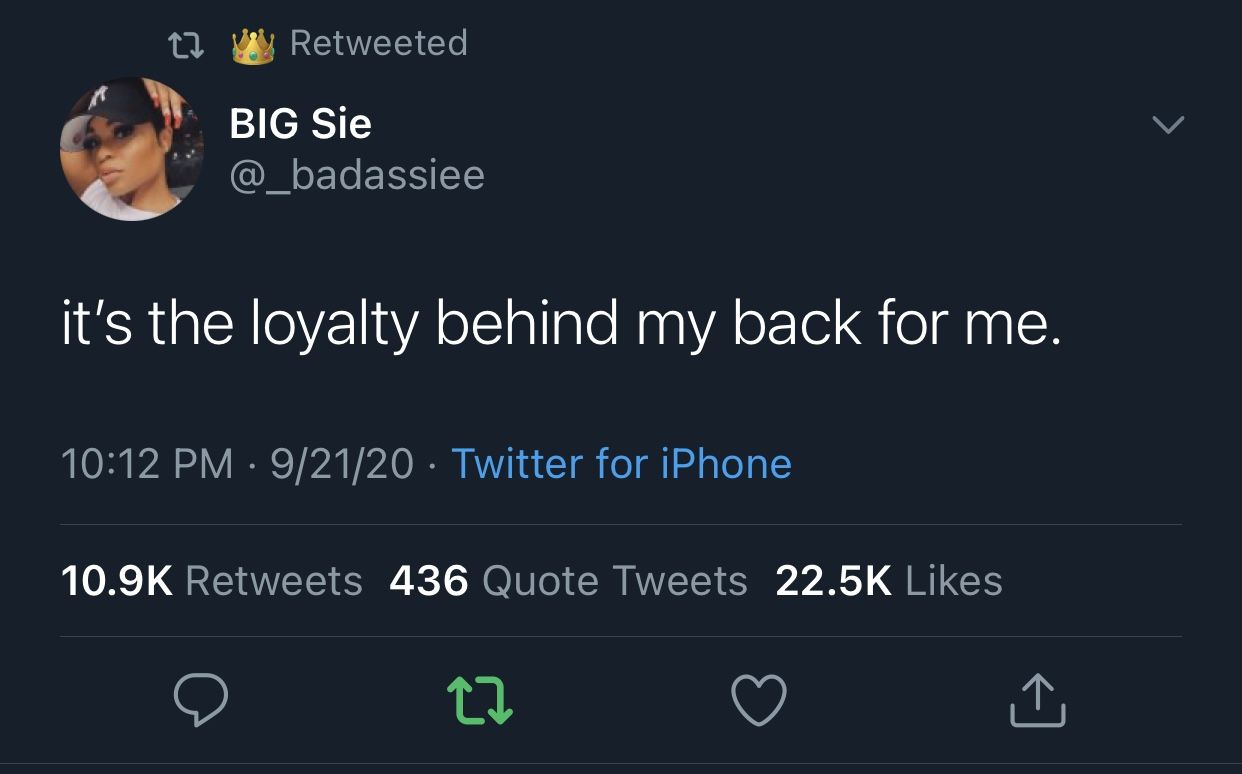 👑 Retweeted
BIG Sie
@_badassiee
it’s the loyalty behind my back for me.
10:12 PM · 9/21/20 · Twitter for iPhone
10.9K Retweets 436 Quote Tweets 22.5K Likes